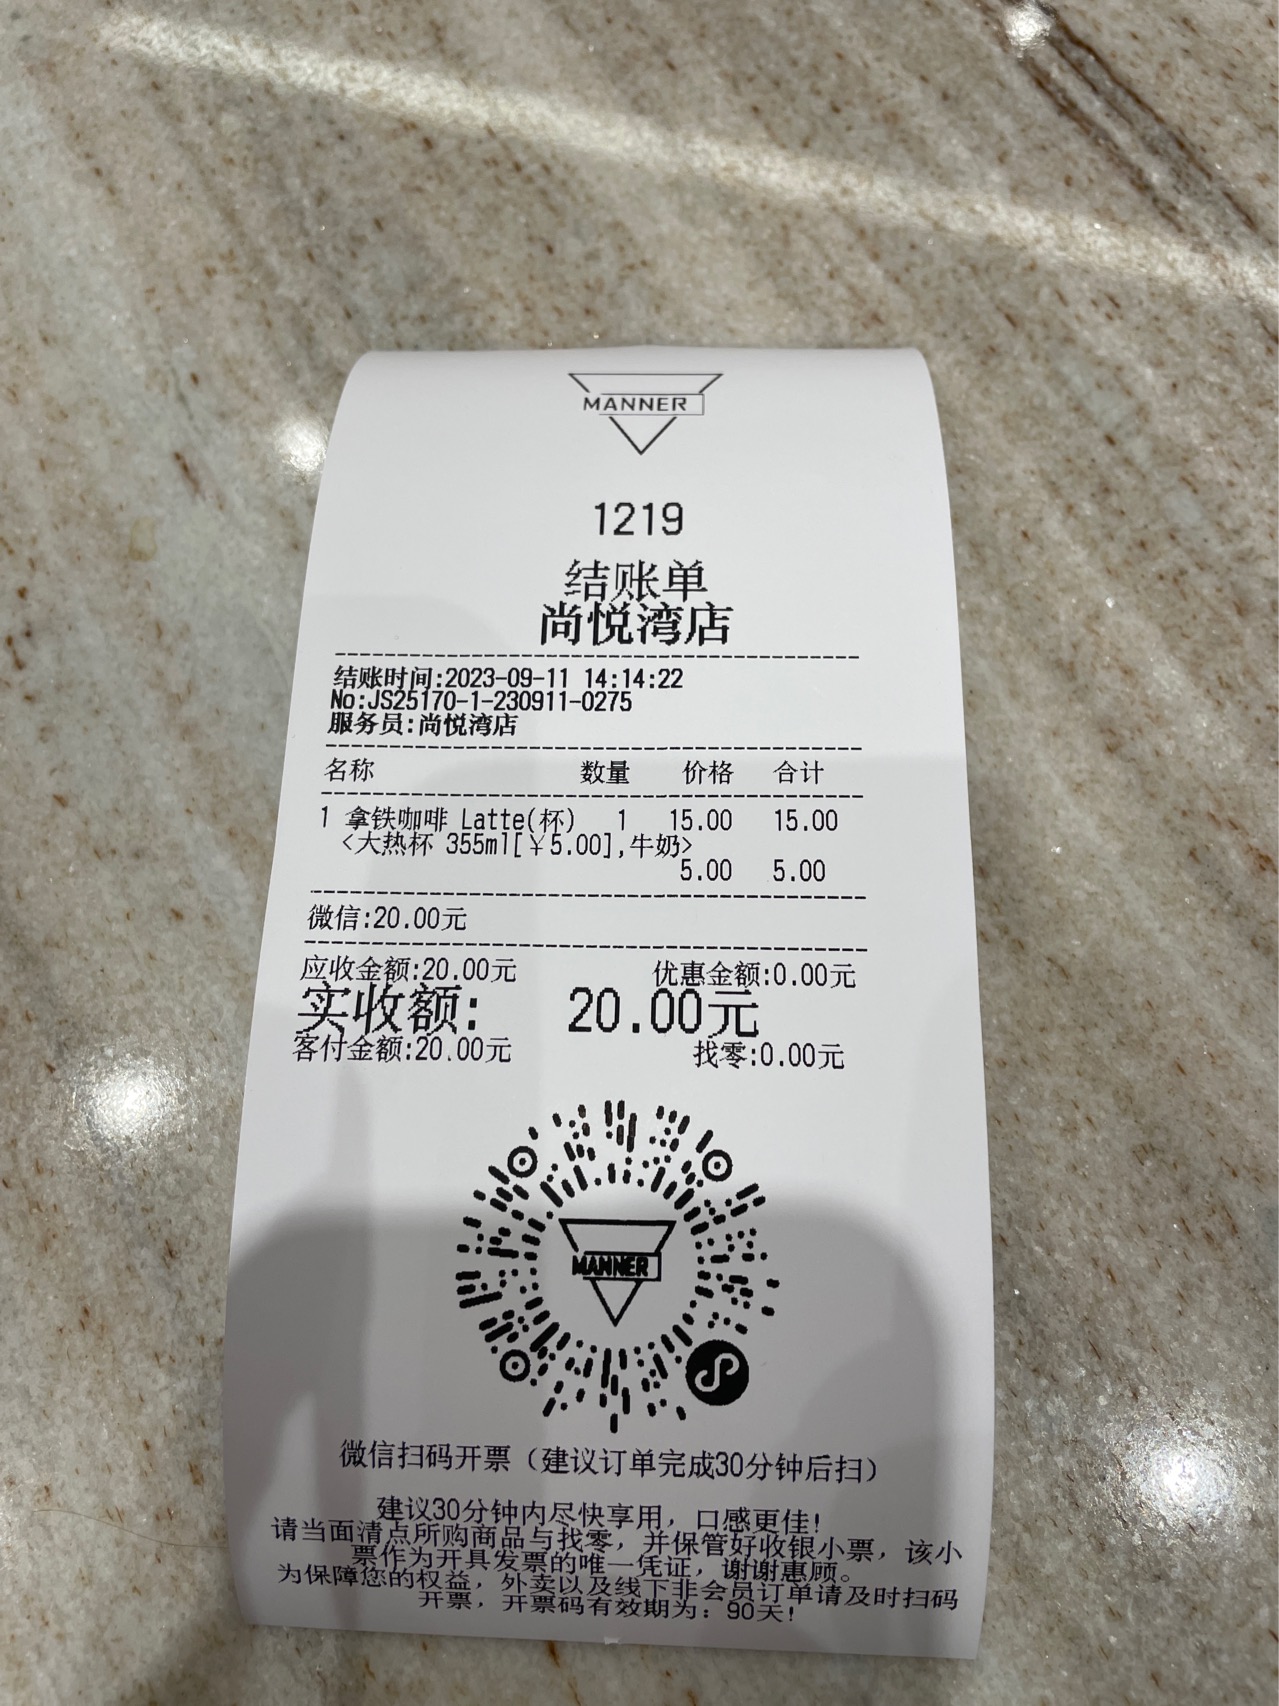 MANNER
1219
结账单
尚悦湾店
结账时间:2023-09-11 14:14:22
No:JS25170-1-230911-0275
服务员:尚悦湾店
名称 数量 价格 合计
1 拿铁咖啡 Latte(杯) 1 15.00 15.00
<大热杯 355ml[¥5.00],牛奶>
5.00 5.00
微信:20.00元
应收金额:20.00元 优惠金额:0.00元
实收额: 20.00元
客付金额:20.00元 找零:0.00元
MANNER
微信扫码开票（建议订单完成30分钟后扫）
建议30分钟内尽快享用，口感更佳！
请当面清点所购商品与找零，并保管好收银小票，该小
票作为开具发票的唯一凭证，谢谢惠顾。
为保障您的权益，外卖以及线下非会员订单请及时扫码
开票，开票码有效期为：90天！